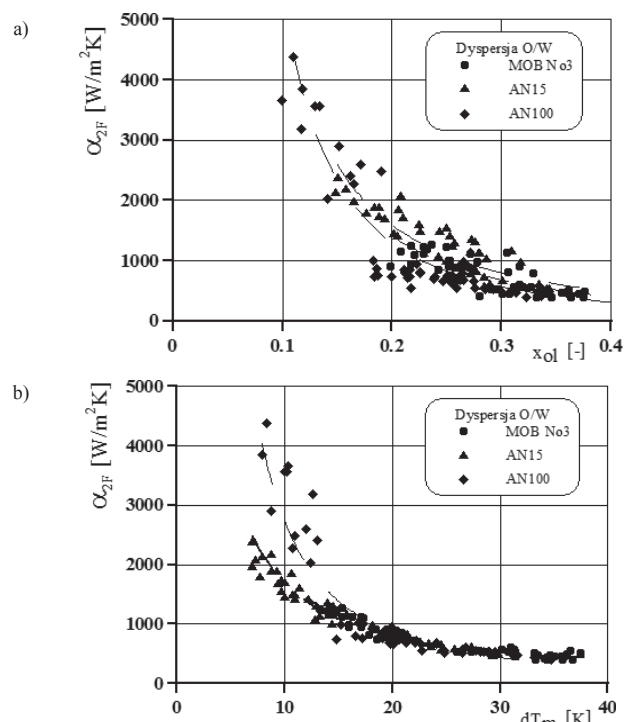 a)
5000
4000
3000
2000
1000
0
α2F [W/m²K]
Dyspersja O/W
MOB No3
AN15
AN100
0
0.1
0.2
0.3
0.4
xol [-]
b)
5000
4000
3000
2000
1000
0
α2F [W/m²K]
Dyspersja O/W
MOB No3
AN15
AN100
0
10
20
30
40
dTm [K]